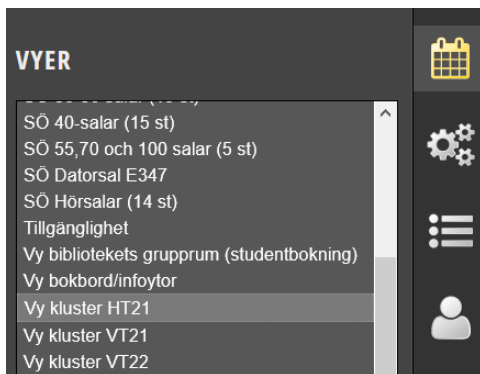 VYER
SÖ 40-salar (15 st)
SÖ 55,70 och 100 salar (5 st)
SÖ Datorsal E347
SÖ Hörsalar (14 st)
Tillgänglighet
Vy bibliotekets grupprum (studentbokning)
Vy bokbord/infoytor
Vy kluster HT21
Vy kluster VT21
Vy kluster VT22